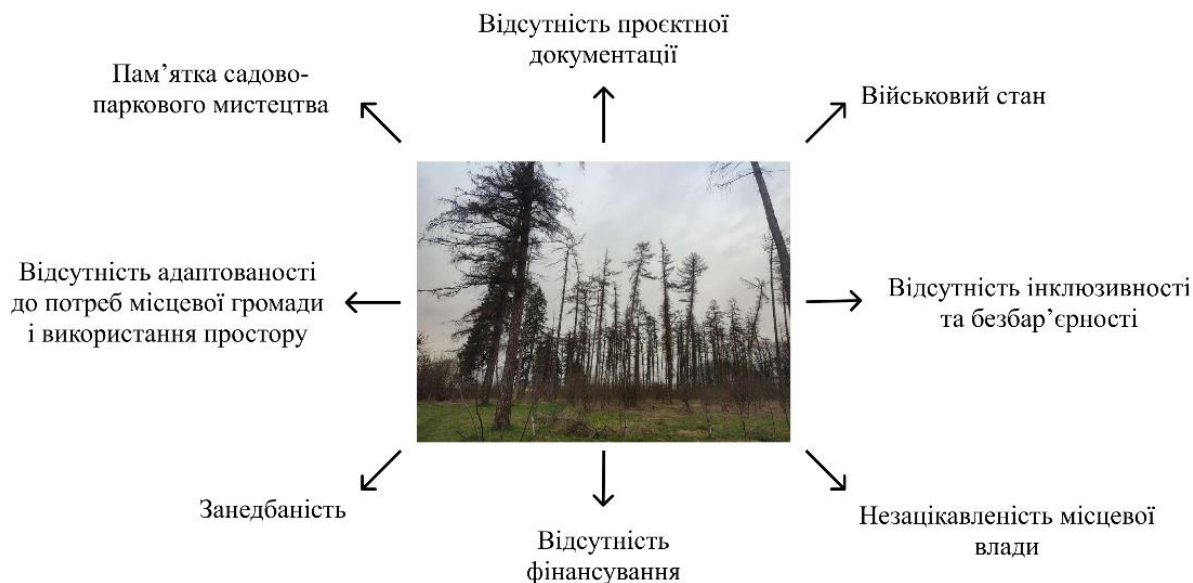 Відсутність проєктної
документації
Пам’ятка садово-
паркового мистецтва
Військовий стан
Відсутність адаптованості
до потреб місцевої громади
і використання простору
Відсутність інклюзивності
та безбар’єрності
Занедбаність
Відсутність
фінансування
Незацікавленість місцевої
влади